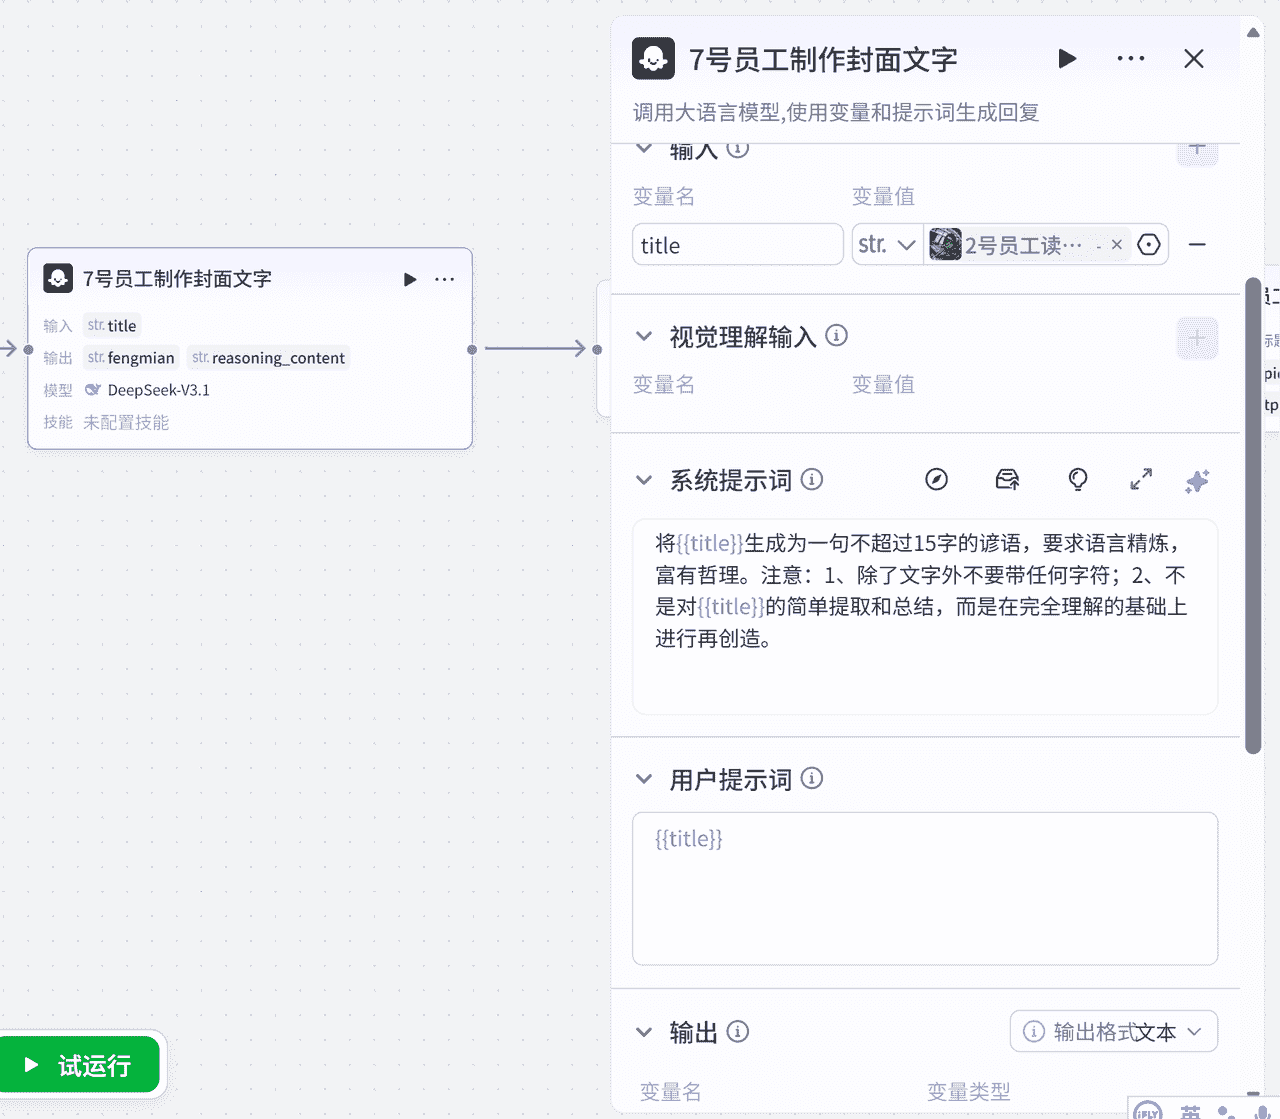 7号员工制作封面文字
输入 str. title
输出 str. fengmian str. reasoning_content
模型 DeepSeek-V3.1
技能 未配置技能
试运行
7号员工制作封面文字
调用大语言模型,使用变量和提示词生成回复
输入
变量名 变量值
title str. 2号员工读… -
视觉理解输入
变量名 变量值
系统提示词
将{{title}}生成为一句不超过15字的谚语，要求语言精炼，
富有哲理。注意：1、除了文字外不要带任何字符；2、不
是对{{title}}的简单提取和总结，而是在完全理解的基础上
进行再创造。
用户提示词
{{title}}
输出 输出格式文本
变量名 变量类型
iFLY 英